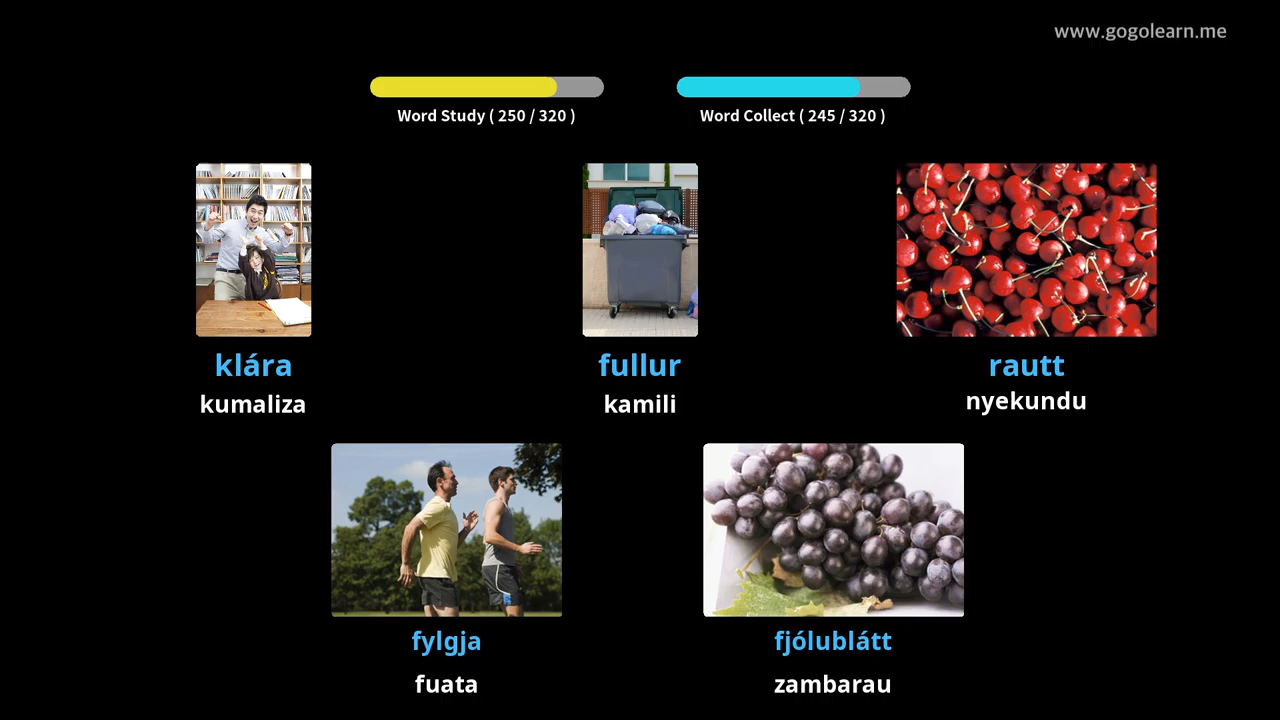 www.gogolearn.me
Word Study ( 250 / 320 )
Word Collect ( 245 / 320 )
klára
fullur
rautt
kumaliza
kamili
nyekundu
fylgja
fjólublátt
fuata
zambarau